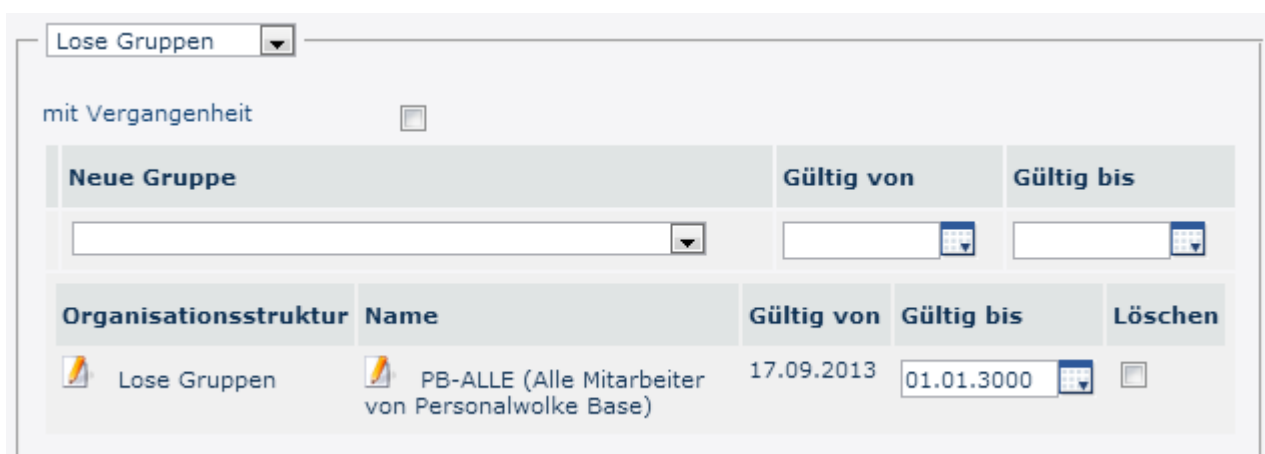 Lose Gruppen
mit Vergangenheit
Neue Gruppe Gültig von Gültig bis
Organisationsstruktur Name Gültig von Gültig bis Löschen
Lose Gruppen PB-ALLE (Alle Mitarbeiter 17.09.2013 01.01.3000
von Personalwolke Base)